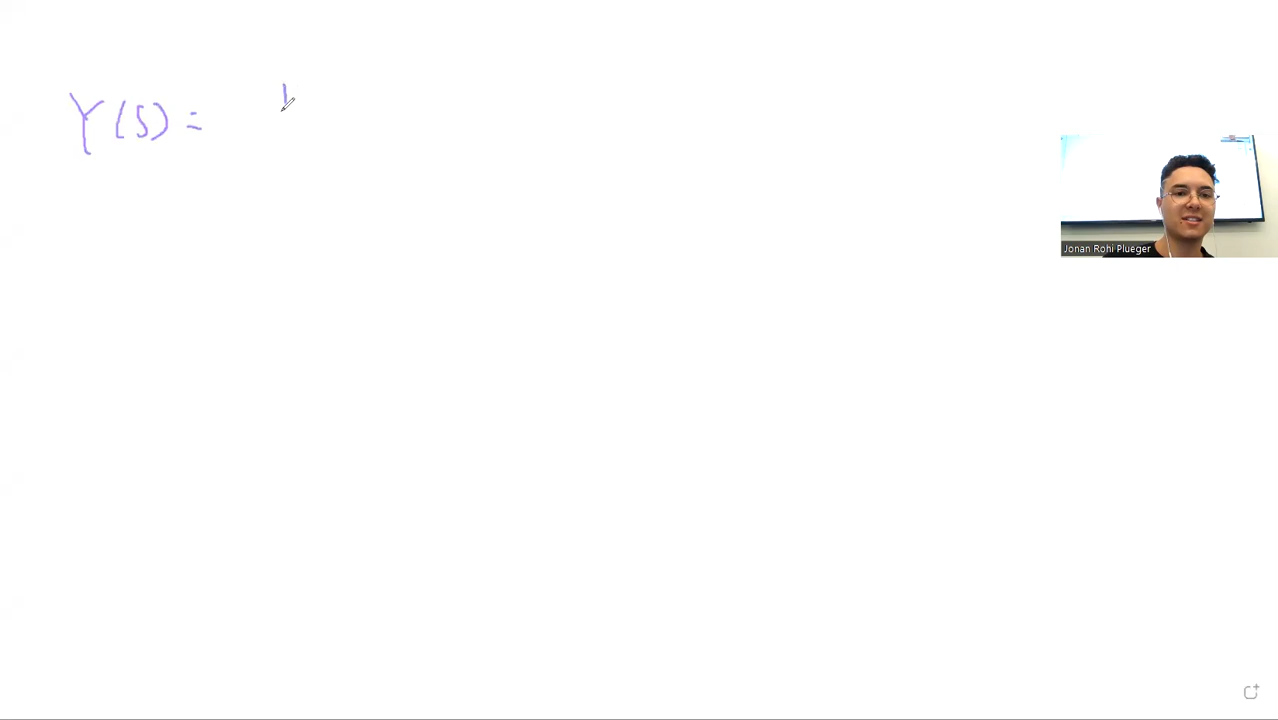 Y(s) =
Jonan Rohi Plueger